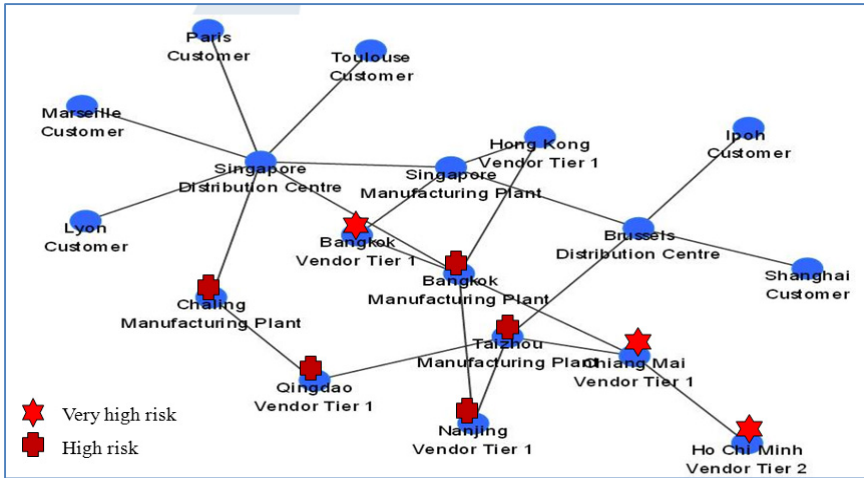 Paris
Customer
Toulouse
Customer
Marseille
Customer
Hong Kong
Vendor Tier 1
Ipoh
Customer
Singapore
Distribution Centre
Singapore
Manufacturing Plant
Lyon
Customer
Bangkok
Vendor Tier 1
Brussels
Distribution Centre
Bangkok
Manufacturing Plant
Shanghai
Customer
Chaling
Manufacturing Plant
Taizhou
Manufacturing Plant
Chiang Mai
Vendor Tier 1
Qingdao
Vendor Tier 1
Nanjing
Vendor Tier 1
Ho Chi Minh
Vendor Tier 2
Very high risk
High risk